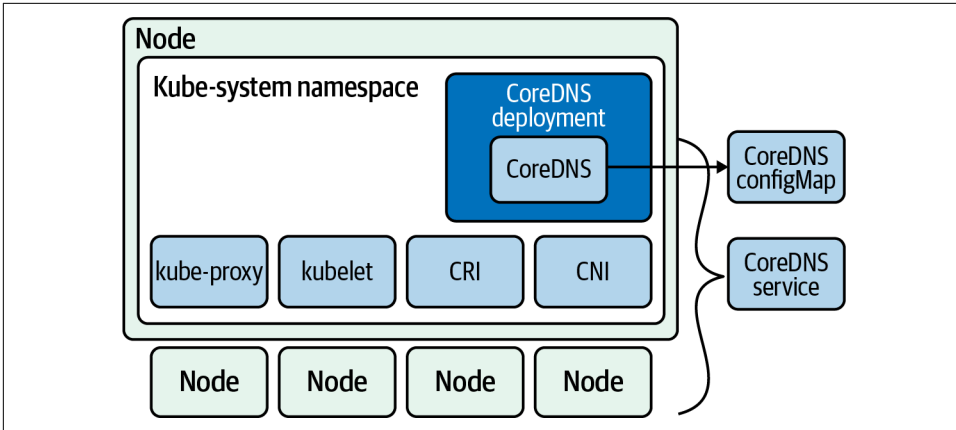 Node
Kube-system namespace
CoreDNS
deployment
CoreDNS
CoreDNS
configMap
kube-proxy
kubelet
CRI
CNI
CoreDNS
service
Node
Node
Node
Node